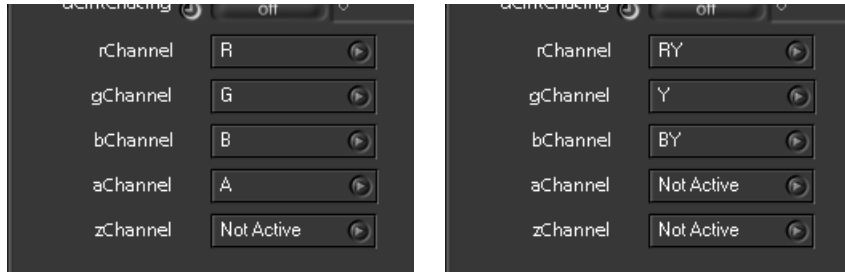 off
rChannel R
gChannel G
bChannel B
aChannel A
zChannel Not Active
off
rChannel RY
gChannel Y
bChannel BY
aChannel Not Active
zChannel Not Active